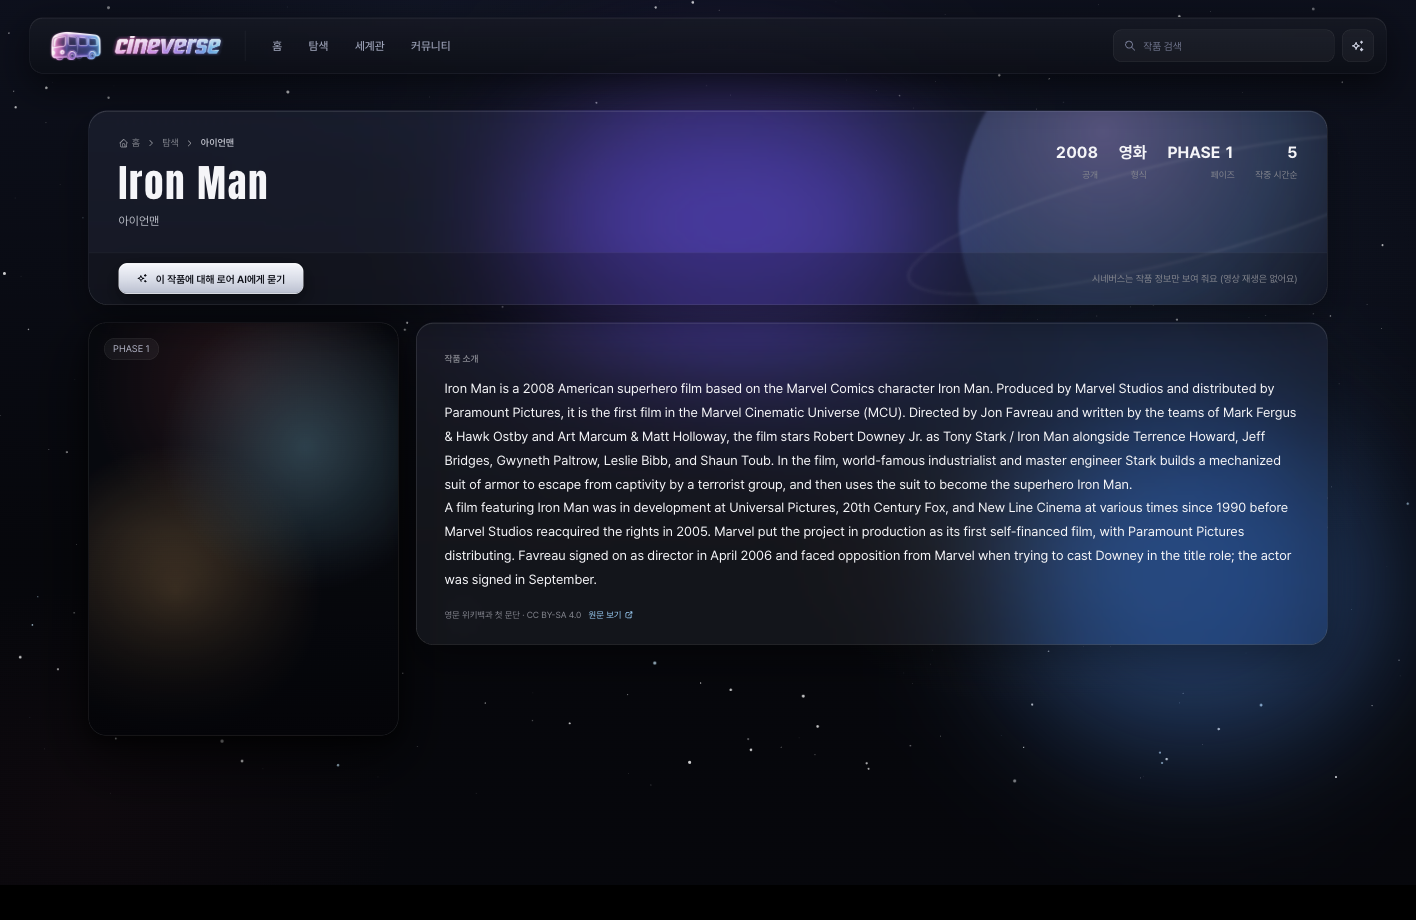 cineverse
홈 탐색 세계관 커뮤니티
작품 검색
홈 > 탐색 > 아이언맨
Iron Man
아이언맨
2008 영화 PHASE 1 5
공개 형식 페이즈 작중 시간순
이 작품에 대해 로어 AI에게 묻기
시네버스는 작품 정보만 보여 줘요 (영상 재생은 없어요)
PHASE 1
작품 소개
Iron Man is a 2008 American superhero film based on the Marvel Comics character Iron Man. Produced by Marvel Studios and distributed by
Paramount Pictures, it is the first film in the Marvel Cinematic Universe (MCU). Directed by Jon Favreau and written by the teams of Mark Fergus
& Hawk Ostby and Art Marcum & Matt Holloway, the film stars Robert Downey Jr. as Tony Stark / Iron Man alongside Terrence Howard, Jeff
Bridges, Gwyneth Paltrow, Leslie Bibb, and Shaun Toub. In the film, world-famous industrialist and master engineer Stark builds a mechanized
suit of armor to escape from captivity by a terrorist group, and then uses the suit to become the superhero Iron Man.
A film featuring Iron Man was in development at Universal Pictures, 20th Century Fox, and New Line Cinema at various times since 1990 before
Marvel Studios reacquired the rights in 2005. Marvel put the project in production as its first self-financed film, with Paramount Pictures
distributing. Favreau signed on as director in April 2006 and faced opposition from Marvel when trying to cast Downey in the title role; the actor
was signed in September.
영문 위키백과 첫 문단 · CC BY-SA 4.0 원문 보기